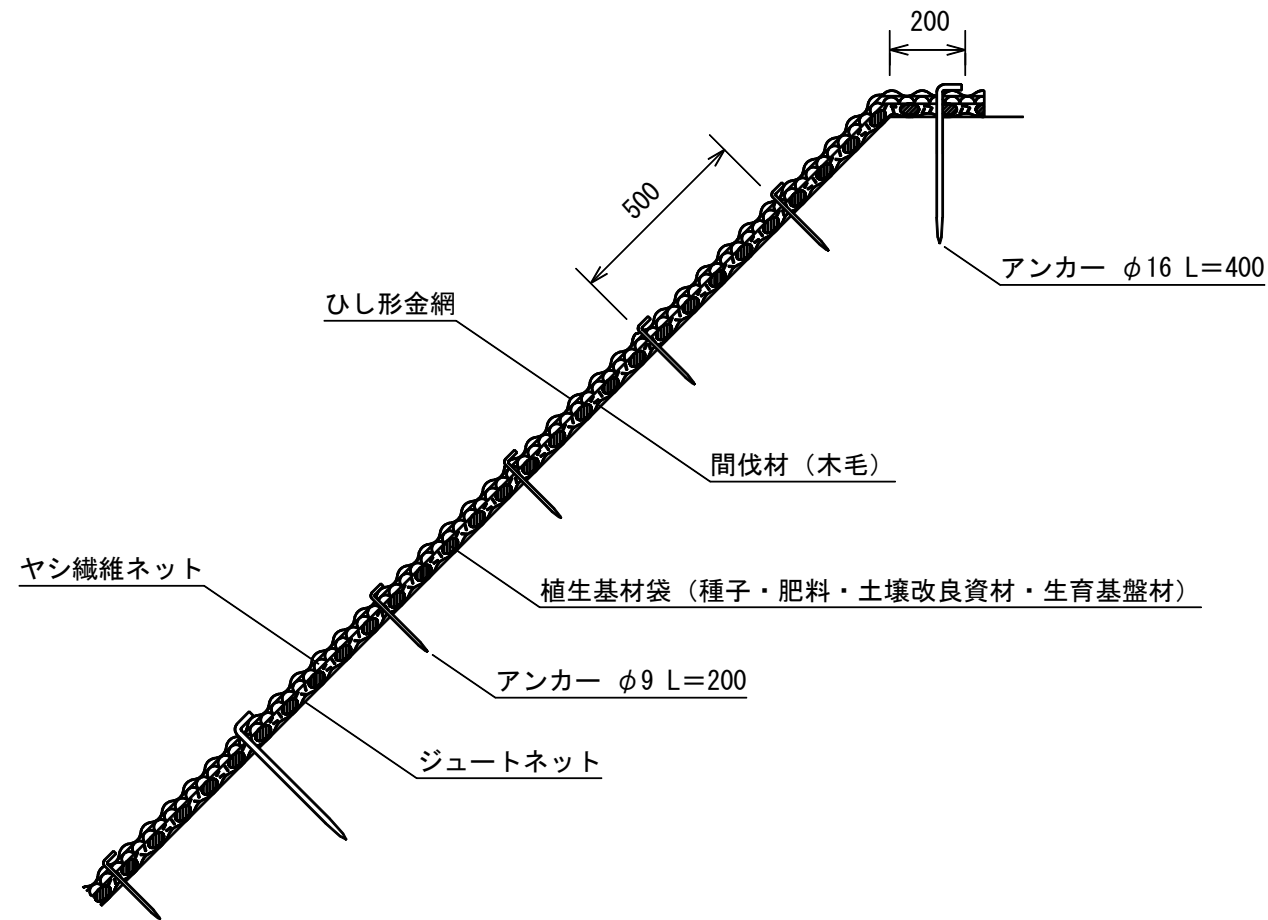 200
500
アンカー φ16 L=400
ひし形金網
間伐材（木毛）
ヤシ繊維ネット
植生基材袋（種子・肥料・土壌改良資材・生育基盤材）
アンカー φ9 L=200
ジュートネット